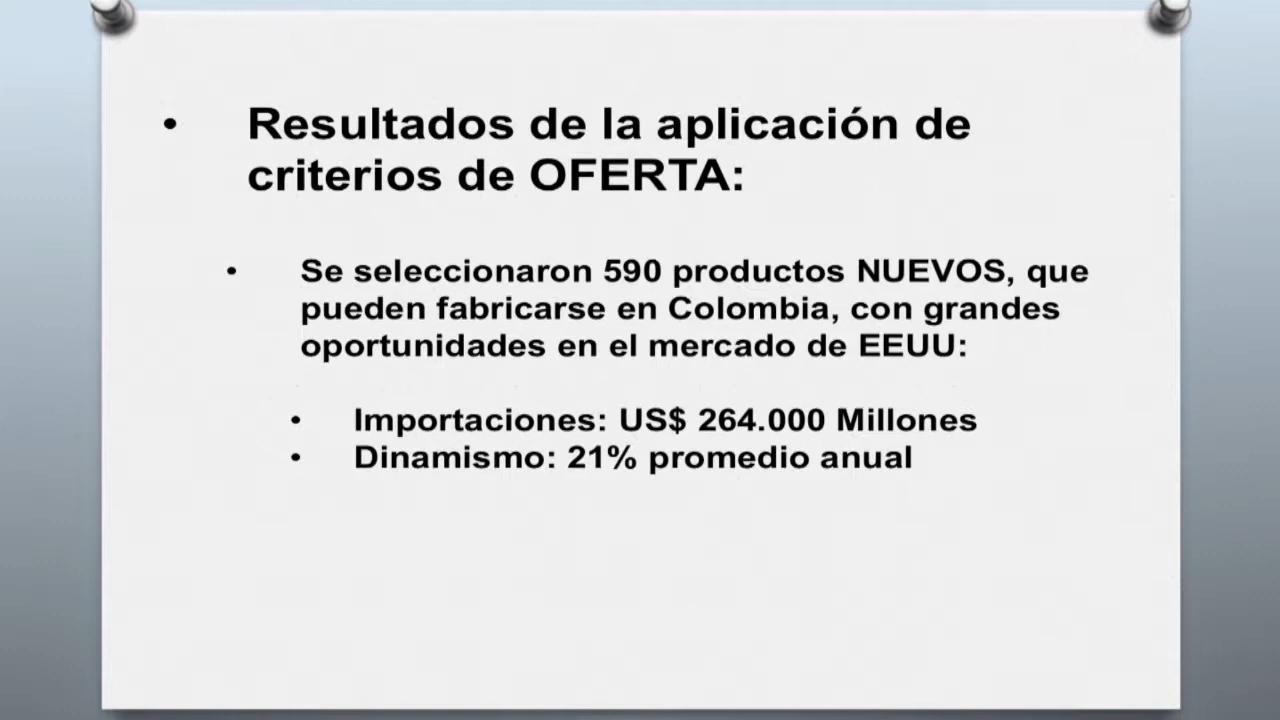 • Resultados de la aplicación de
criterios de OFERTA:
• Se seleccionaron 590 productos NUEVOS, que
pueden fabricarse en Colombia, con grandes
oportunidades en el mercado de EEUU:
• Importaciones: US$ 264.000 Millones
• Dinamismo: 21% promedio anual